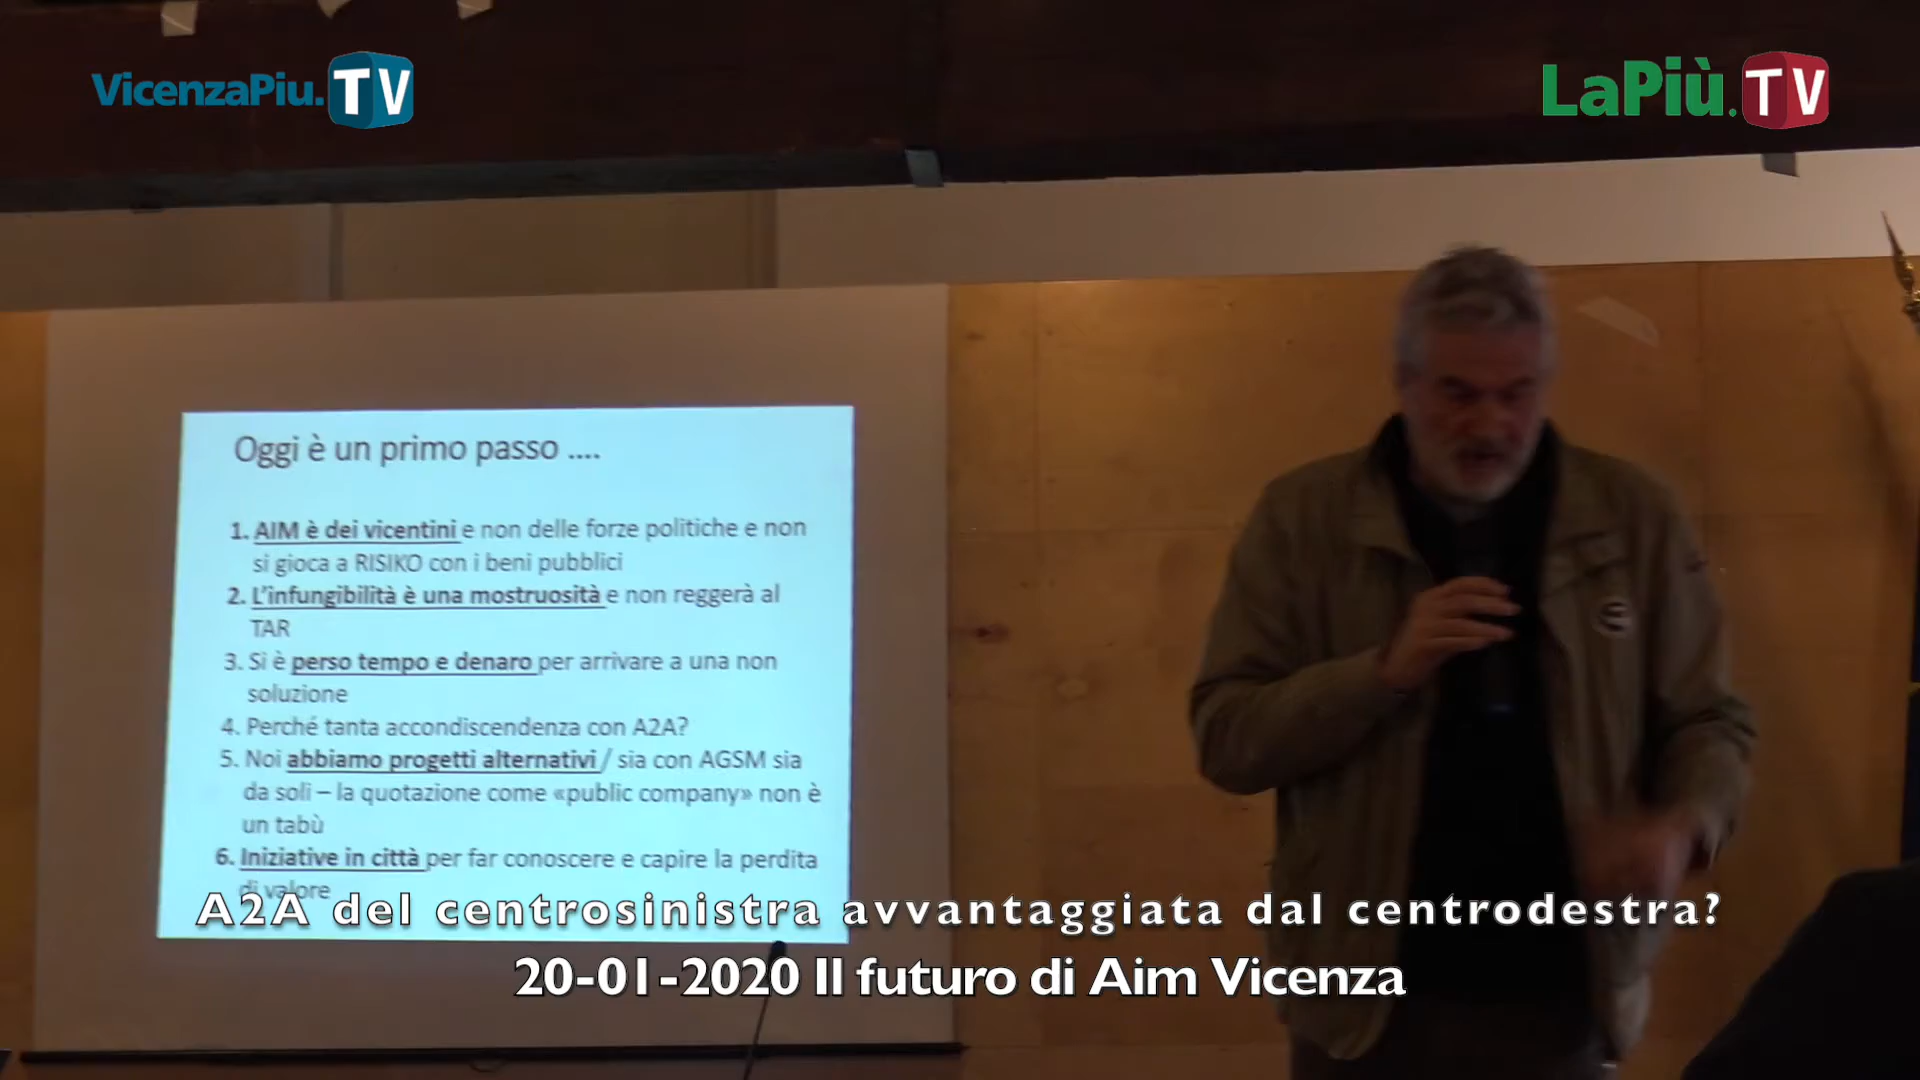 VicenzaPiu.TV
LaPiù.TV
Oggi è un primo passo ....
1. AIM è dei vicentini e non delle forze politiche e non
si gioca a RISIKO con i beni pubblici
2. L'infungibilità è una mostruosità e non reggerà al
TAR
3. Si è perso tempo e denaro per arrivare a una non
soluzione
4. Perché tanta accondiscendenza con A2A?
5. Noi abbiamo progetti alternativi / sia con AGSM sia
da soli – la quotazione come «public company» non è
un tabù
6. Iniziative in città per far conoscere e capire la perdita
di valore
A2A del centrosinistra avvantaggiata dal centrodestra?
20-01-2020 Il futuro di Aim Vicenza